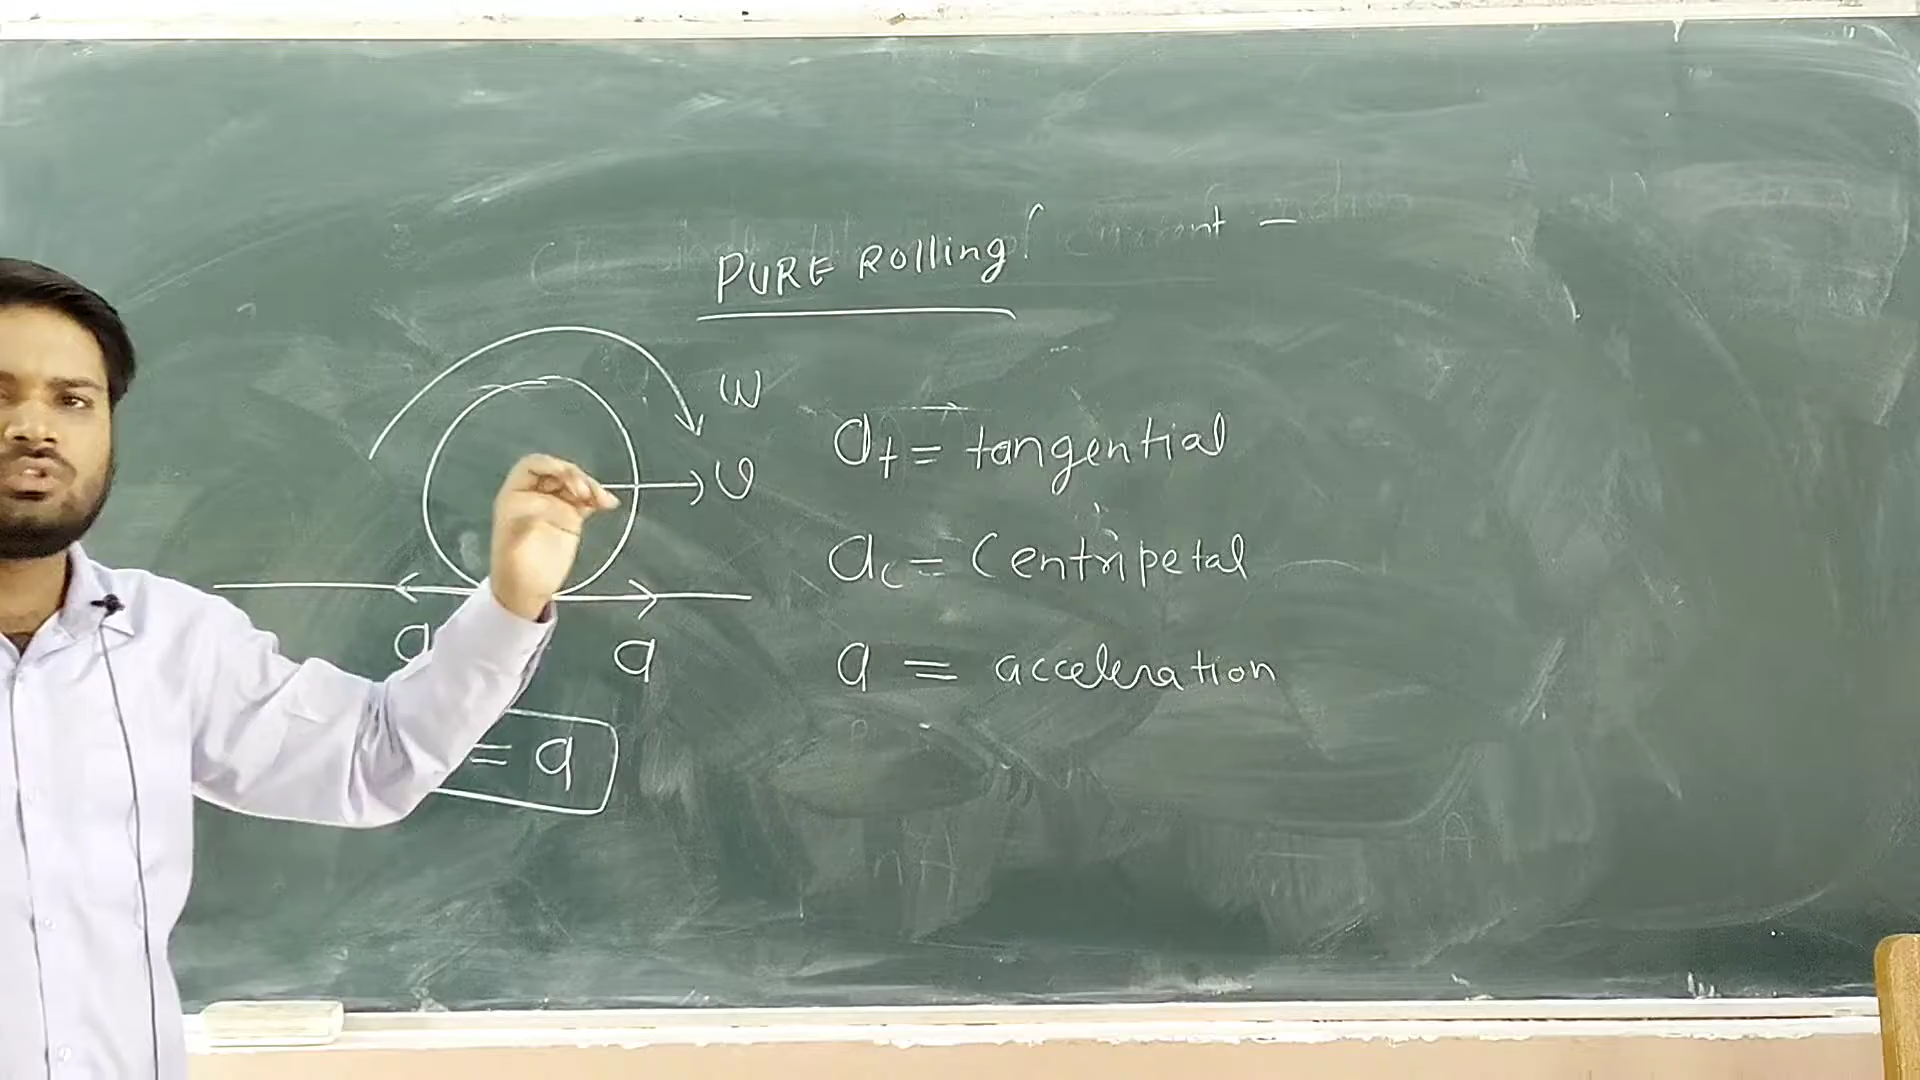 PURE Rolling
ω
υ
at = tangential
ac = Centripetal
a a
a = acceleration
= a